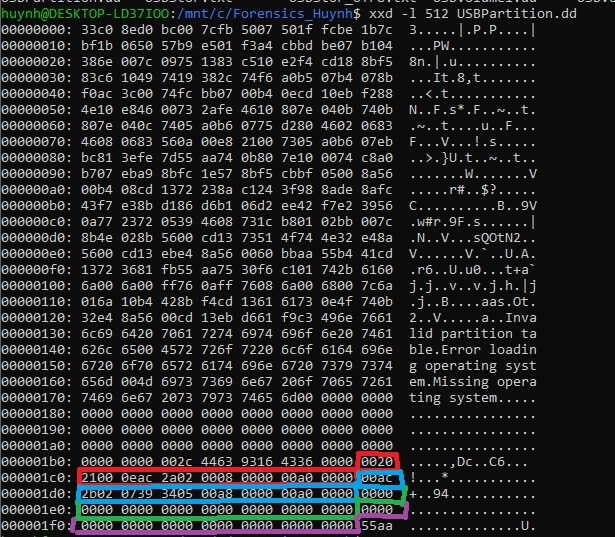 huynh@DESKTOP-LD37IOO:/mnt/c/Forensics_Huynh$ xxd -l 512 USBPartition.dd
00000000: 33c0 8ed0 bc00 7cfb 5007 501f fcbe 1b7c 3.....|.P.P....|
00000010: bf1b 0650 57b9 e501 f3a4 cbbd be07 b104 ...PW...........
00000020: 386e 007c 0975 1383 c510 e2f4 cd18 8bf5 8n.|.u..........
00000030: 83c6 1049 7419 382c 74f6 a0b5 07b4 078b ...It.8,t.......
00000040: f0ac 3c00 74fc bb07 00b4 0ecd 10eb f288 ..<.t...........
00000050: 4e10 e846 0073 2afe 4610 807e 040b 740b N..F.s*.F..~..t.
00000060: 807e 040c 7405 a0b6 0775 d280 4602 0683 .~..t....u..F...
00000070: 4608 0683 560a 00e8 2100 7305 a0b6 07eb F...V...!.s.....
00000080: bc81 3efe 7d55 aa74 0b80 7e10 0074 c8a0 ..>.}U.t..~..t..
00000090: b707 eba9 8bfc 1e57 8bf5 cbbf 0500 8a56 .......W.......V
000000a0: 00b4 08cd 1372 238a c124 3f98 8ade 8afc .....r#..$?.....
000000b0: 43f7 e38b d186 d6b1 06d2 ee42 f7e2 3956 C..........B..9V
000000c0: 0a77 2372 0539 4608 731c b801 02bb 007c .w#r.9F.s......|
000000d0: 8b4e 028b 5600 cd13 7351 4f74 4e32 e48a .N..V...sQOtN2..
000000e0: 5600 cd13 ebe4 8a56 0060 bbaa 55b4 41cd V......V.`..U.A.
000000f0: 1372 3681 fb55 aa75 30f6 c101 742b 6160 .r6..U.u0...t+a`
00000100: 6a00 6a00 ff76 0aff 7608 6a00 6800 7c6a j.j..v..v.j.h.|j
00000110: 016a 10b4 428b f4cd 1361 6173 0e4f 740b .j..B....aas.Ot.
00000120: 32e4 8a56 00cd 13eb d661 f9c3 496e 7661 2..V.....a..Inva
00000130: 6c69 6420 7061 7274 6974 696f 6e20 7461 lid partition ta
00000140: 626c 6500 4572 726f 7220 6c6f 6164 696e ble.Error loadin
00000150: 6720 6f70 6572 6174 696e 6720 7379 7374 g operating syst
00000160: 656d 004d 6973 7369 6e67 206f 7065 7261 em.Missing opera
00000170: 7469 6e67 2073 7973 7465 6d00 0000 0000 ting system.....
00000180: 0000 0000 0000 0000 0000 0000 0000 0000 ................
00000190: 0000 0000 0000 0000 0000 0000 0000 0000 ................
000001a0: 0000 0000 0000 0000 0000 0000 0000 0000 ................
000001b0: 0000 0000 002c 4463 9316 4336 0000 0020 .....,Dc..C6...
000001c0: 2100 0eac 2a02 0008 0000 00a0 0000 00ac !...*...........
000001d0: 2b02 0739 3405 00a8 0000 00a0 0000 0000 +..94...........
000001e0: 0000 0000 0000 0000 0000 0000 0000 0000 ................
000001f0: 0000 0000 0000 0000 0000 0000 0000 55aa ..............U.